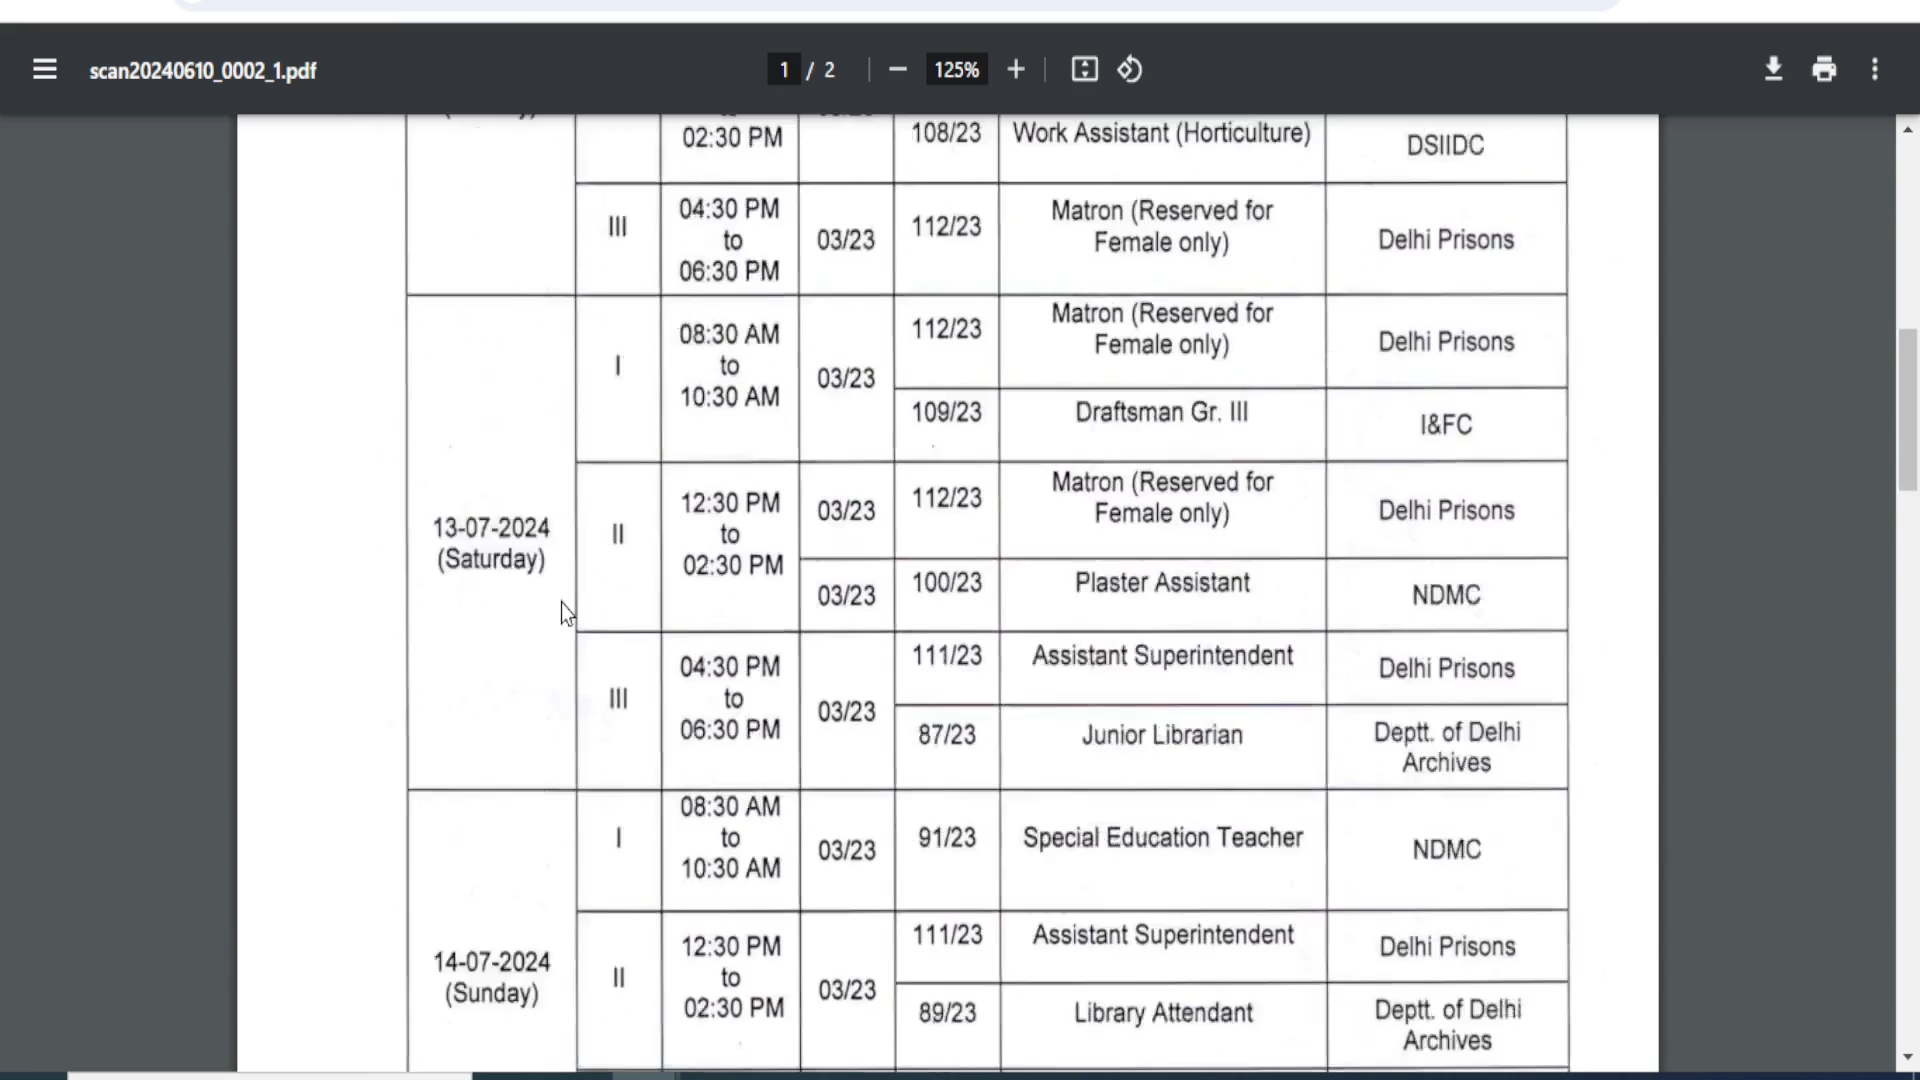 scan20240610_0002_1.pdf
1 / 2
125%
02:30 PM
108/23
Work Assistant (Horticulture)
DSIIDC
III
04:30 PM
to
06:30 PM
03/23
112/23
Matron (Reserved for
Female only)
Delhi Prisons
13-07-2024
(Saturday)
I
08:30 AM
to
10:30 AM
03/23
112/23
Matron (Reserved for
Female only)
Delhi Prisons
109/23
Draftsman Gr. III
I&FC
II
12:30 PM
to
02:30 PM
03/23
112/23
Matron (Reserved for
Female only)
Delhi Prisons
03/23
100/23
Plaster Assistant
NDMC
III
04:30 PM
to
06:30 PM
03/23
111/23
Assistant Superintendent
Delhi Prisons
87/23
Junior Librarian
Deptt. of Delhi
Archives
14-07-2024
(Sunday)
I
08:30 AM
to
10:30 AM
03/23
91/23
Special Education Teacher
NDMC
II
12:30 PM
to
02:30 PM
03/23
111/23
Assistant Superintendent
Delhi Prisons
89/23
Library Attendant
Deptt. of Delhi
Archives